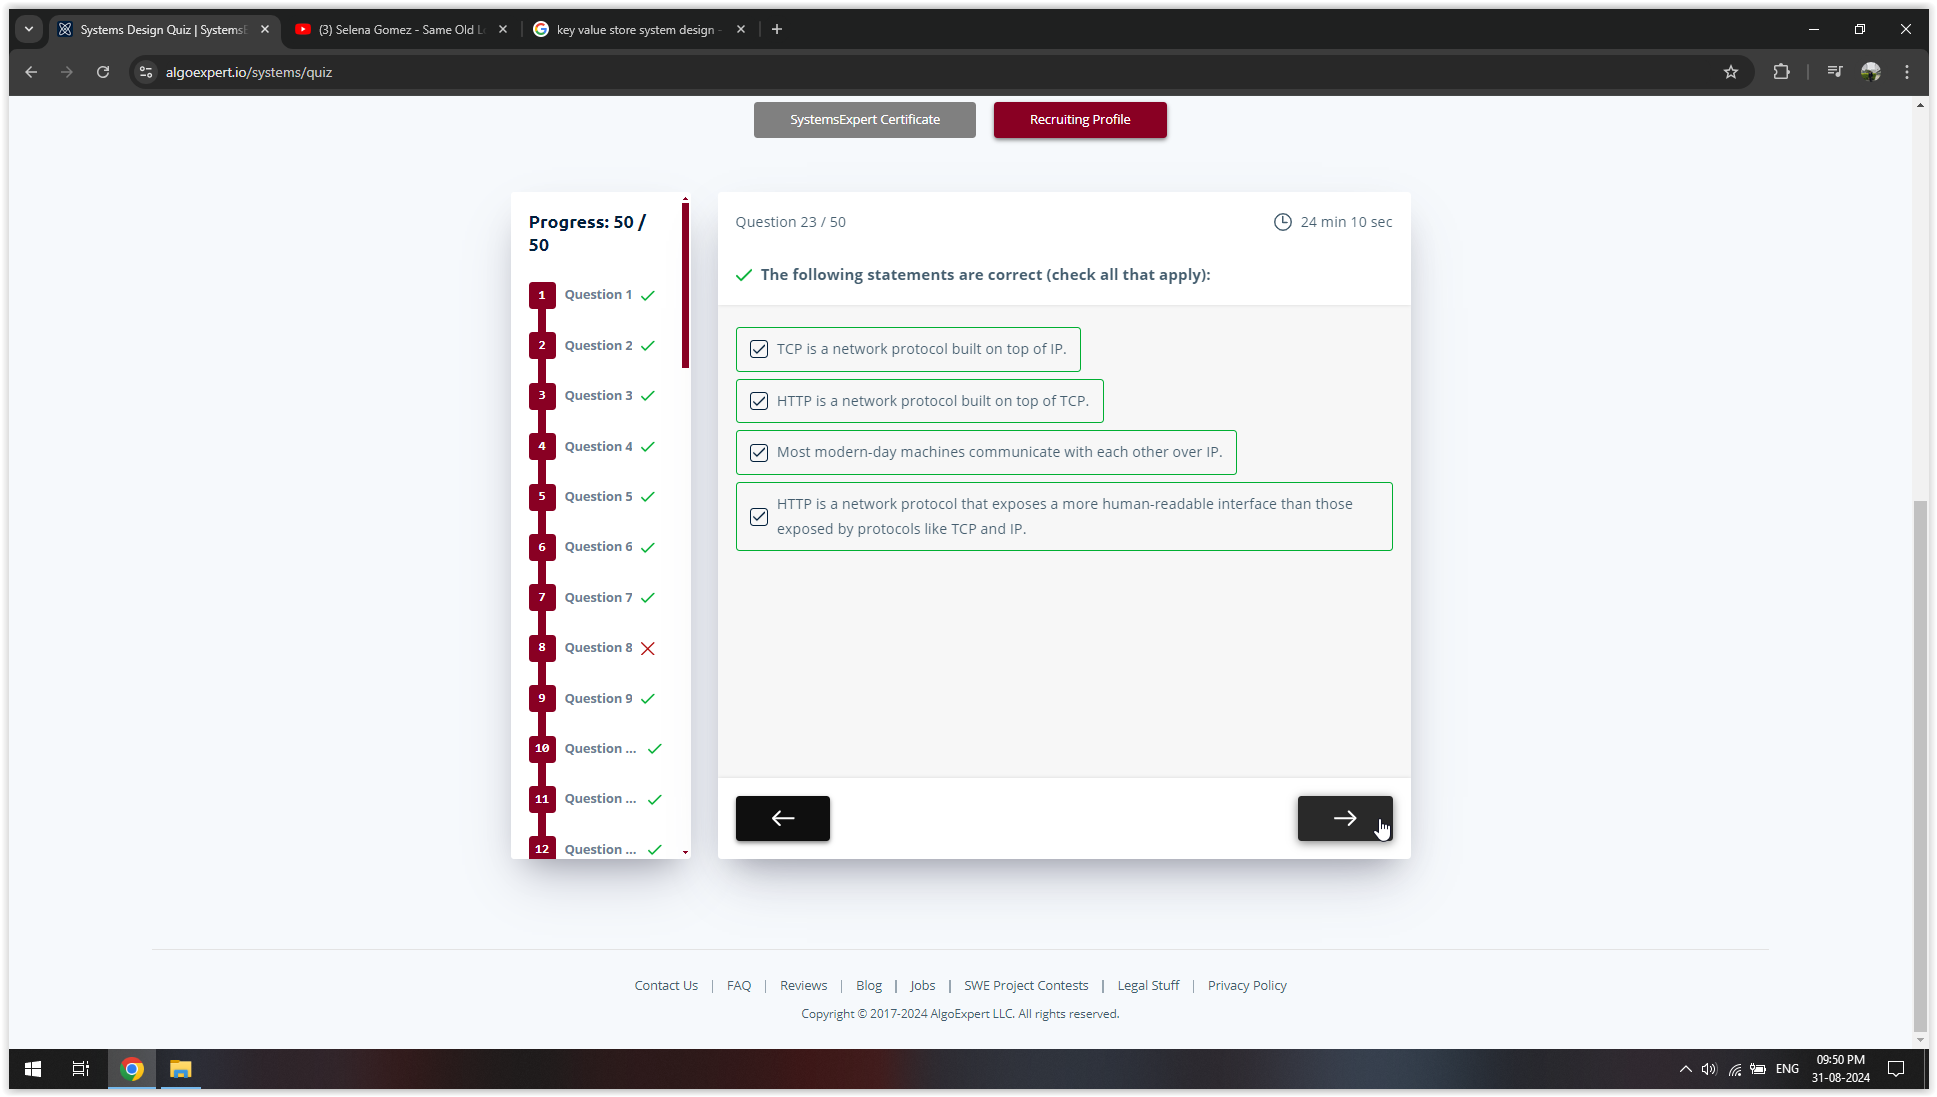 Systems Design Quiz | Systems
(3) Selena Gomez - Same Old L
key value store system design -
algoexpert.io/systems/quiz
SystemsExpert Certificate
Recruiting Profile
Progress: 50 /
50
1 Question 1
2 Question 2
3 Question 3
4 Question 4
5 Question 5
6 Question 6
7 Question 7
8 Question 8
9 Question 9
10 Question ...
11 Question ...
12 Question ...
Question 23 / 50
24 min 10 sec
The following statements are correct (check all that apply):
TCP is a network protocol built on top of IP.
HTTP is a network protocol built on top of TCP.
Most modern-day machines communicate with each other over IP.
HTTP is a network protocol that exposes a more human-readable interface than those
exposed by protocols like TCP and IP.
Contact Us | FAQ | Reviews | Blog | Jobs | SWE Project Contests | Legal Stuff | Privacy Policy
Copyright © 2017-2024 AlgoExpert LLC. All rights reserved.
ENG
09:50 PM
31-08-2024